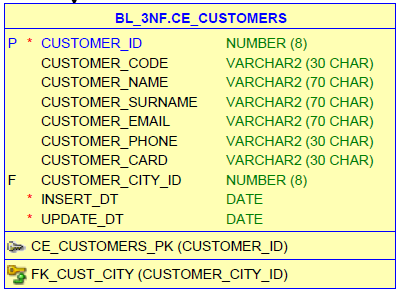 BL_3NF.CE_CUSTOMERS
P * CUSTOMER_ID NUMBER (8)
CUSTOMER_CODE VARCHAR2 (30 CHAR)
CUSTOMER_NAME VARCHAR2 (70 CHAR)
CUSTOMER_SURNAME VARCHAR2 (70 CHAR)
CUSTOMER_EMAIL VARCHAR2 (70 CHAR)
CUSTOMER_PHONE VARCHAR2 (30 CHAR)
CUSTOMER_CARD VARCHAR2 (30 CHAR)
F CUSTOMER_CITY_ID NUMBER (8)
* INSERT_DT DATE
* UPDATE_DT DATE
CE_CUSTOMERS_PK (CUSTOMER_ID)
FK_CUST_CITY (CUSTOMER_CITY_ID)